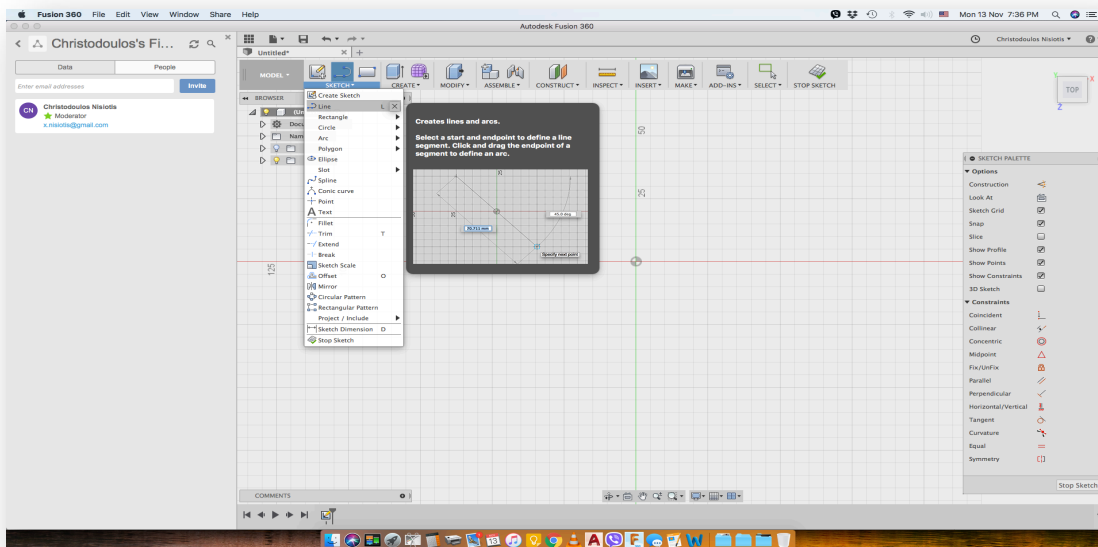 Fusion 360 File Edit View Window Share Help
Mon 13 Nov 7:36 PM
Autodesk Fusion 360
Christodoulos's Fi...
Data People
Enter email addresses Invite
CN Christodoulos Nisiotis
Moderator
x.nisiotis@gmail.com
Christodoulos Nisiotis
Untitled*
MODEL
SKETCH CREATE MODIFY ASSEMBLE CONSTRUCT INSPECT INSERT MAKE ADD-INS SELECT STOP SKETCH
BROWSER
Create Sketch
Line L
Rectangle
Circle
Arc
Polygon
Ellipse
Slot
Spline
Conic curve
Point
Text
Fillet
Trim T
Extend
Break
Sketch Scale
Offset O
Mirror
Circular Pattern
Rectangular Pattern
Project / Include
Sketch Dimension D
Stop Sketch
Creates lines and arcs.
Select a start and endpoint to define a line
segment. Click and drag the endpoint of a
segment to define an arc.
25
45.0 deg
70.711 mm
Specify next point
50
25
125
TOP
X
Z
SKETCH PALETTE
Options
Construction
Look At
Sketch Grid
Snap
Slice
Show Profile
Show Points
Show Constraints
3D Sketch
Constraints
Coincident
Collinear
Concentric
Midpoint
Fix/UnFix
Parallel
Perpendicular
Horizontal/Vertical
Tangent
Curvature
Equal
Symmetry
Stop Sketch
COMMENTS